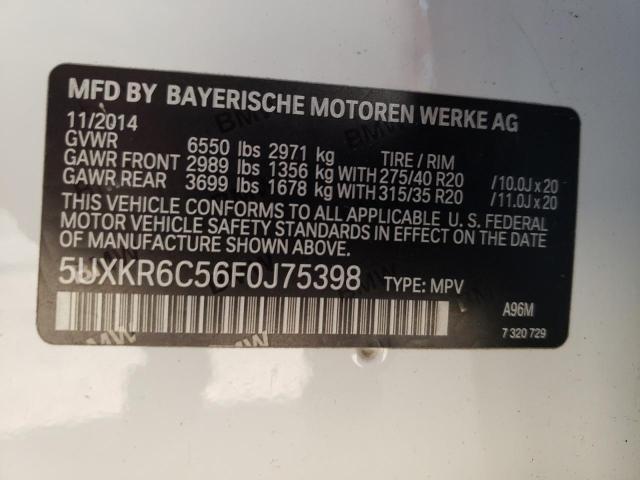 MFD BY BAYERISCHE MOTOREN WERKE AG
11/2014
GVWR 6550 lbs 2971 kg TIRE / RIM
GAWR FRONT 2989 lbs 1356 kg WITH 275/40 R20 /10.0J x 20
GAWR REAR 3699 lbs 1678 kg WITH 315/35 R20 /11.0J x 20
THIS VEHICLE CONFORMS TO ALL APPLICABLE U. S. FEDERAL
MOTOR VEHICLE SAFETY STANDARDS IN EFFECT ON THE DATE
OF MANUFACTURE SHOWN ABOVE.
5UXKR6C56F0J75398 TYPE: MPV
A96M
7 320 729